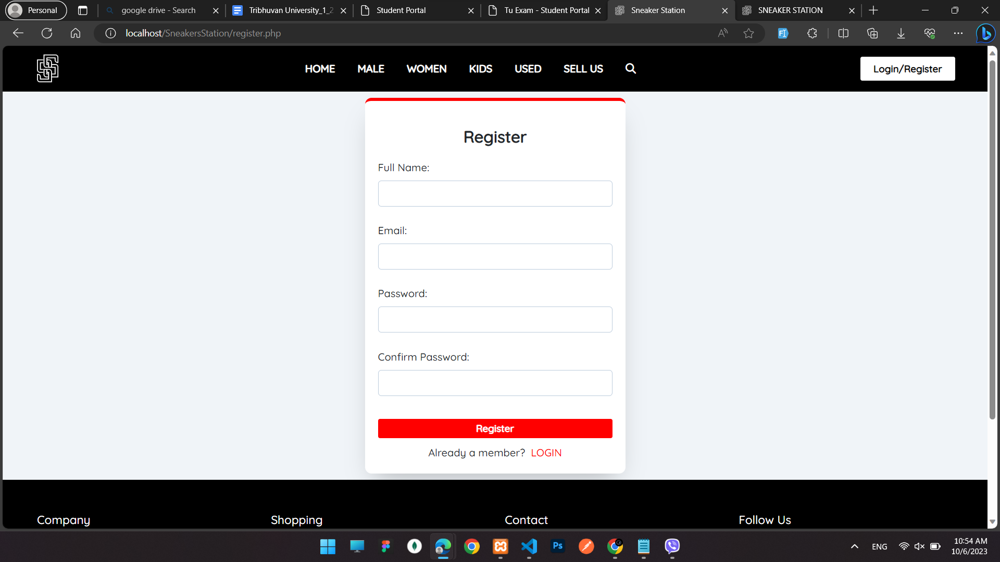 Personal
google drive - Search
Tribhuvan University_1_2
Student Portal
Tu Exam - Student Portal
Sneaker Station
SNEAKER STATION
localhost/SneakersStation/register.php
HOME
MALE
WOMEN
KIDS
USED
SELL US
Login/Register
Register
Full Name:
Email:
Password:
Confirm Password:
Register
Already a member? LOGIN
Company
Shopping
Contact
Follow Us
Ps
ENG
10:54 AM
10/6/2023